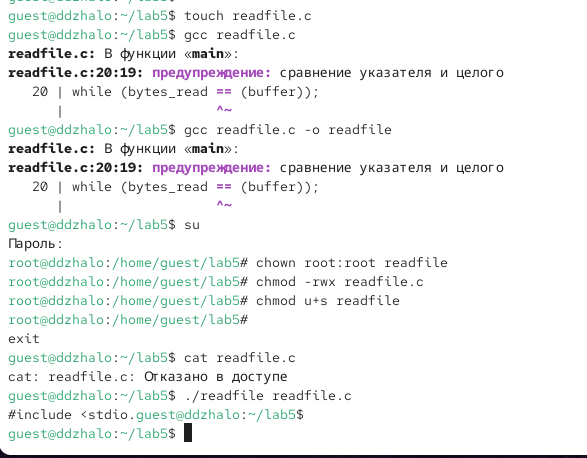 guest@ddzhalo:~/lab5$ touch readfile.c
guest@ddzhalo:~/lab5$ gcc readfile.c
readfile.c: В функции «main»:
readfile.c:20:19: предупреждение: сравнение указателя и целого
   20 | while (bytes_read == (buffer));
      |                   ^~
guest@ddzhalo:~/lab5$ gcc readfile.c -o readfile
readfile.c: В функции «main»:
readfile.c:20:19: предупреждение: сравнение указателя и целого
   20 | while (bytes_read == (buffer));
      |                   ^~
guest@ddzhalo:~/lab5$ su
Пароль:
root@ddzhalo:/home/guest/lab5# chown root:root readfile
root@ddzhalo:/home/guest/lab5# chmod -rwx readfile.c
root@ddzhalo:/home/guest/lab5# chmod u+s readfile
root@ddzhalo:/home/guest/lab5#
exit
guest@ddzhalo:~/lab5$ cat readfile.c
cat: readfile.c: Отказано в доступе
guest@ddzhalo:~/lab5$ ./readfile readfile.c
#include <stdio.guest@ddzhalo:~/lab5$
guest@ddzhalo:~/lab5$